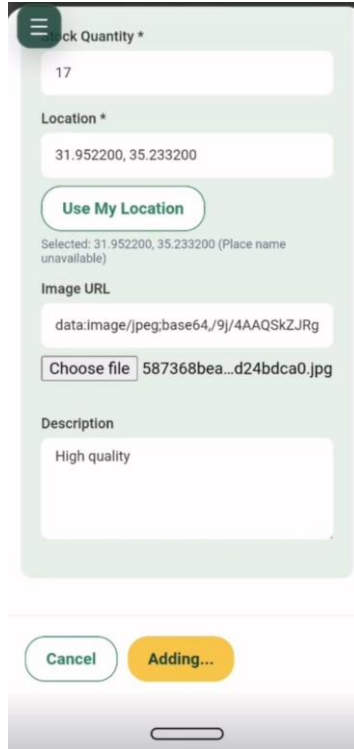 Stock Quantity *
17
Location *
31.952200, 35.233200
Use My Location
Selected: 31.952200, 35.233200 (Place name
unavailable)
Image URL
data:image/jpeg;base64,/9j/4AAQSkZJRg
Choose file 587368bea...d24bdca0.jpg
Description
High quality
Cancel Adding...